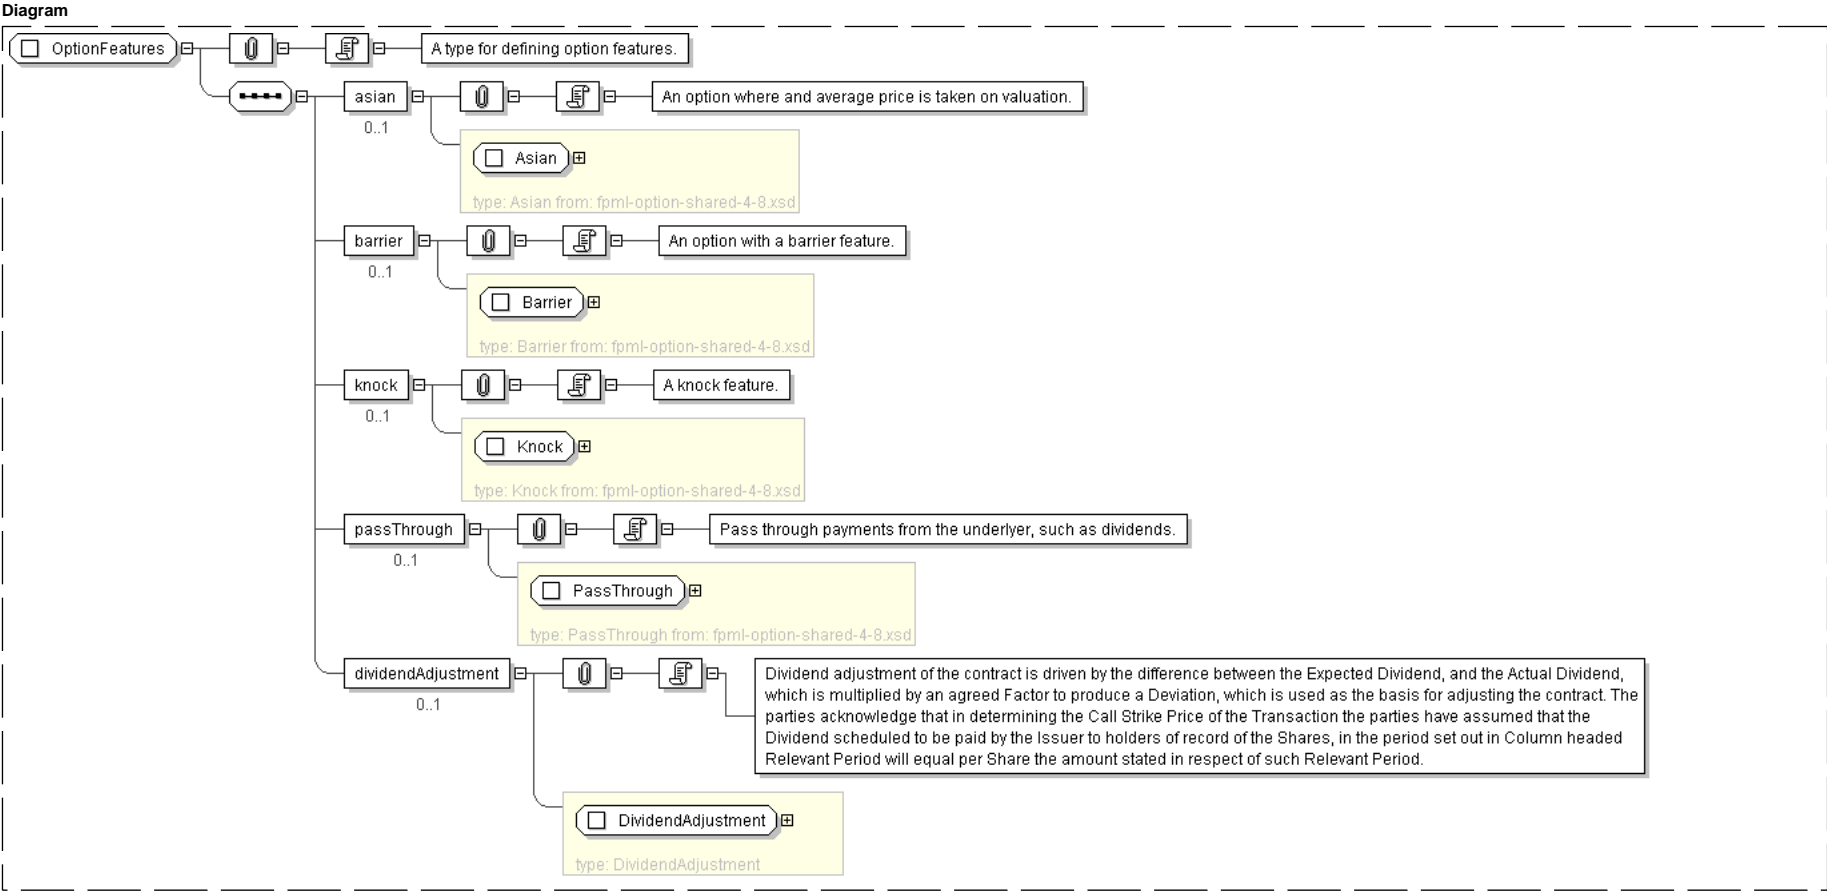 Diagram
OptionFeatures
A type for defining option features.
asian
An option where and average price is taken on valuation.
0..1
Asian
type: Asian from: fpml-option-shared-4-8.xsd
barrier
An option with a barrier feature.
0..1
Barrier
type: Barrier from: fpml-option-shared-4-8.xsd
knock
A knock feature.
0..1
Knock
type: Knock from: fpml-option-shared-4-8.xsd
passThrough
Pass through payments from the underlyer, such as dividends.
0..1
PassThrough
type: PassThrough from: fpml-option-shared-4-8.xsd
dividendAdjustment
0..1
Dividend adjustment of the contract is driven by the difference between the Expected Dividend, and the Actual Dividend,
which is multiplied by an agreed Factor to produce a Deviation, which is used as the basis for adjusting the contract. The
parties acknowledge that in determining the Call Strike Price of the Transaction the parties have assumed that the
Dividend scheduled to be paid by the Issuer to holders of record of the Shares, in the period set out in Column headed
Relevant Period will equal per Share the amount stated in respect of such Relevant Period.
DividendAdjustment
type: DividendAdjustment